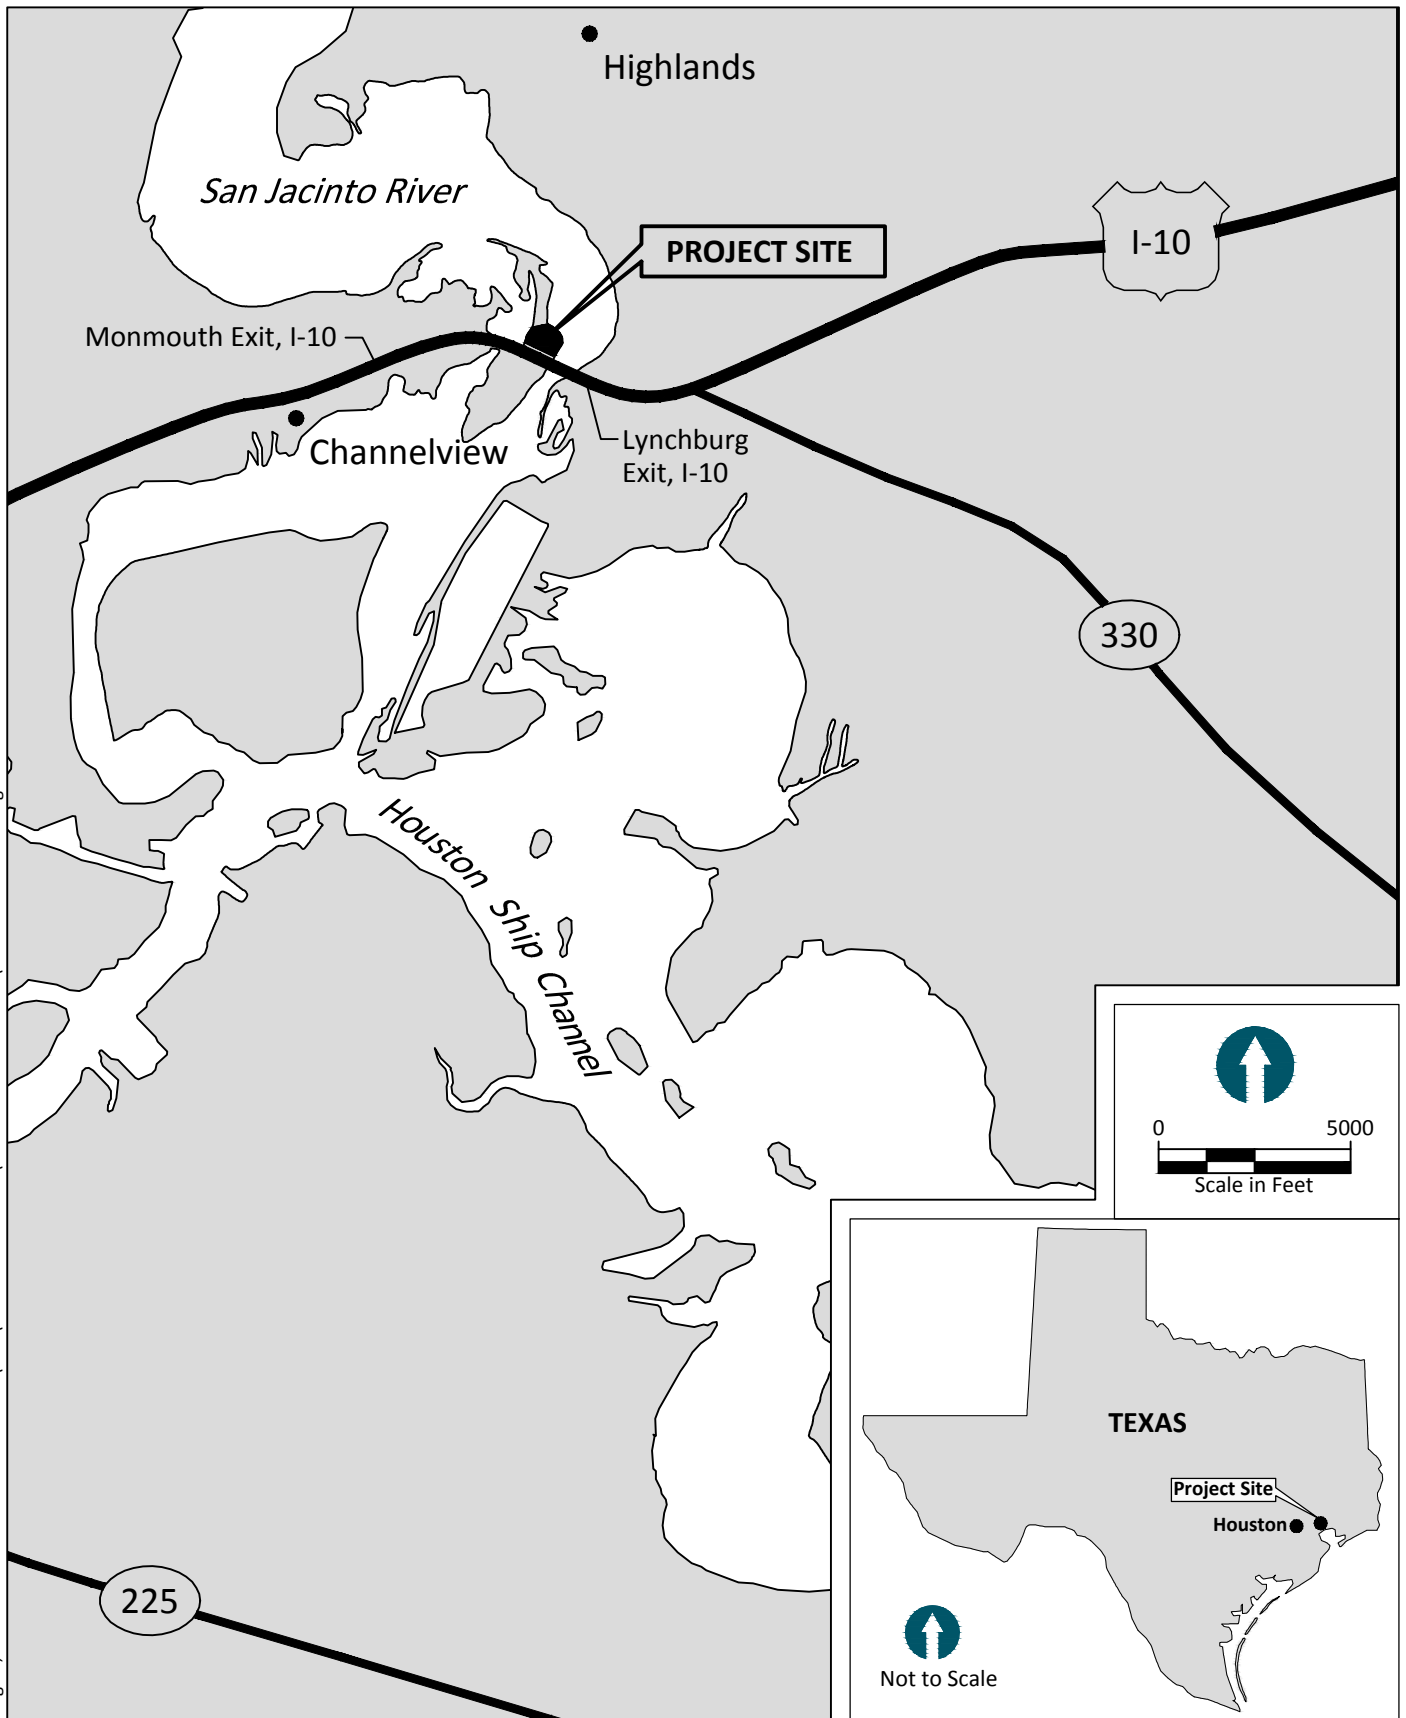 Highlands
San Jacinto River
PROJECT SITE
I-10
Monmouth Exit, I-10
Channelview
Lynchburg
Exit, I-10
330
Houston Ship Channel
0 5000
Scale in Feet
TEXAS
Project Site
Houston
225
Not to Scale